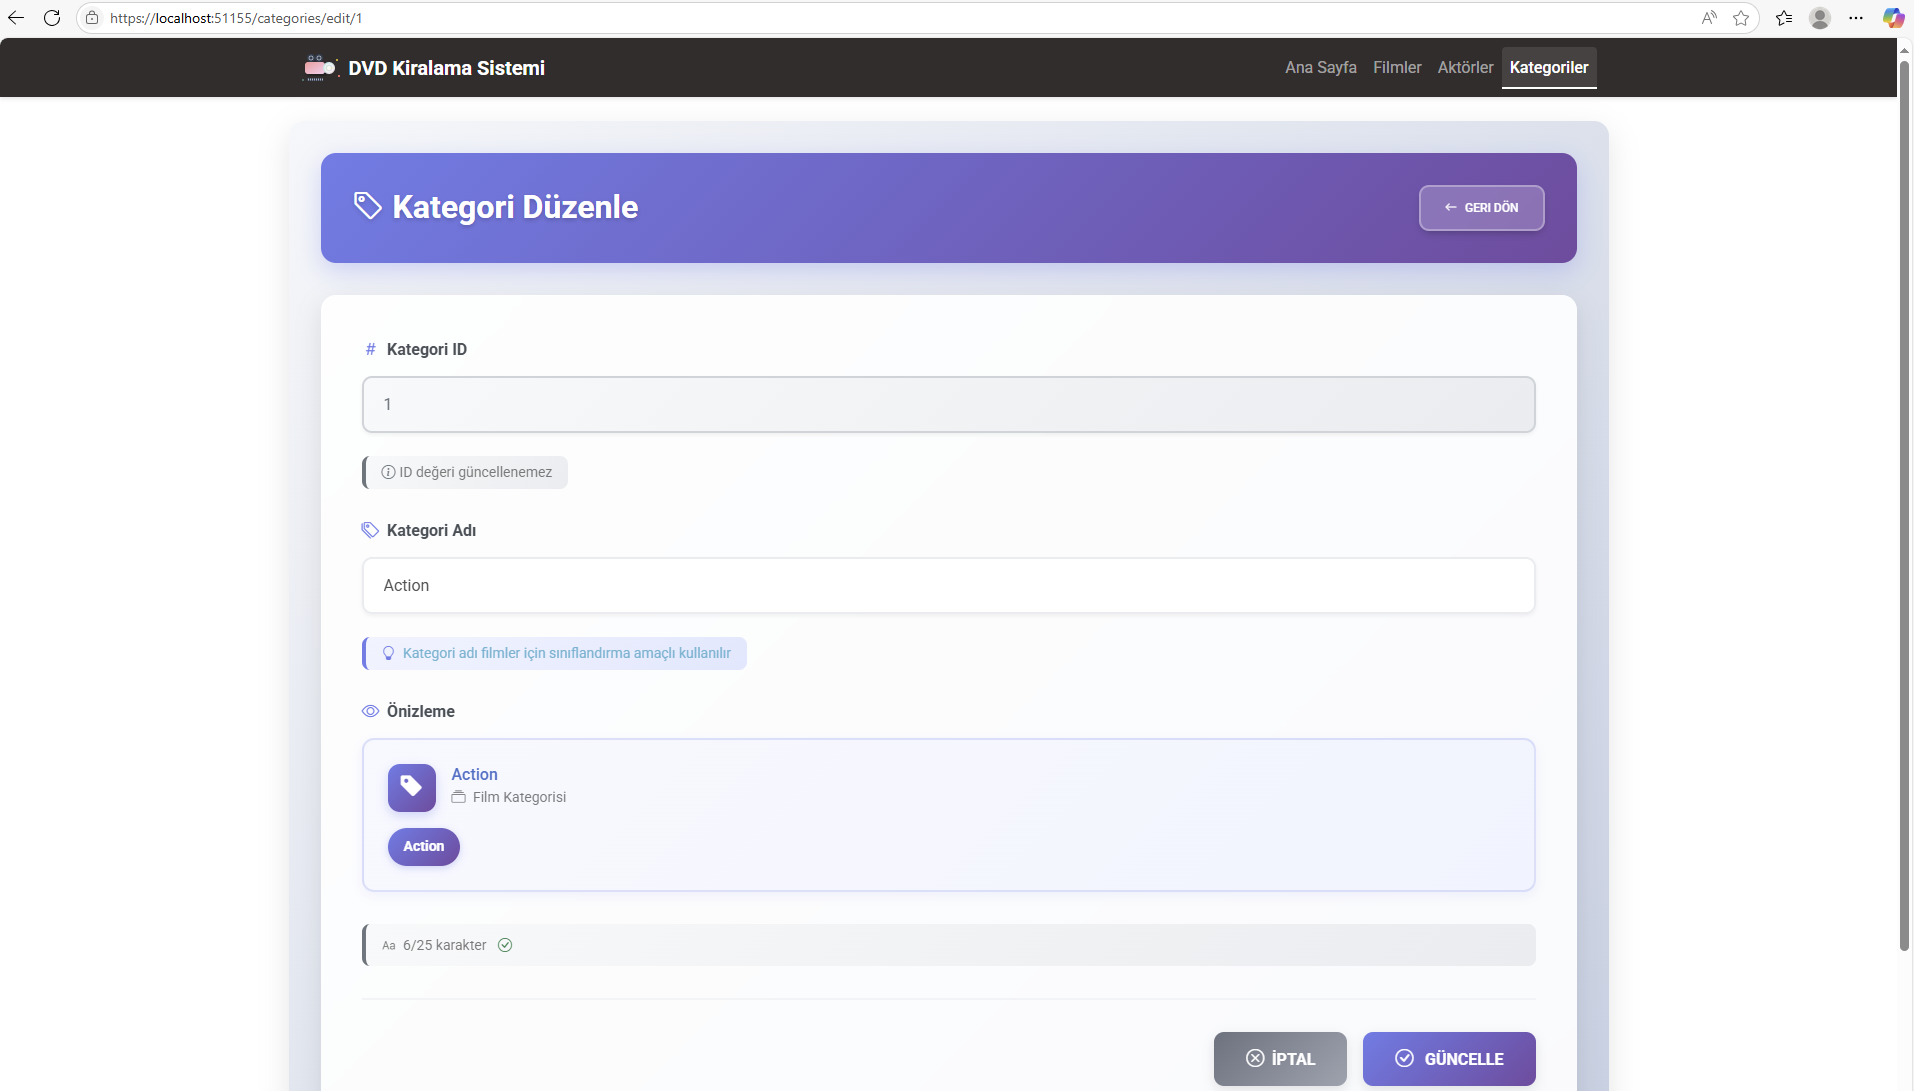 https://localhost:51155/categories/edit/1
DVD Kiralama Sistemi
Ana Sayfa Filmler Aktörler Kategoriler
Kategori Düzenle
GERI DÖN
# Kategori ID
1
ID değeri güncellenemez
Kategori Adı
Action
Kategori adı filmler için sınıflandırma amaçlı kullanılır
Önizleme
Action
Film Kategorisi
Action
Aa 6/25 karakter
İPTAL GÜNCELLE